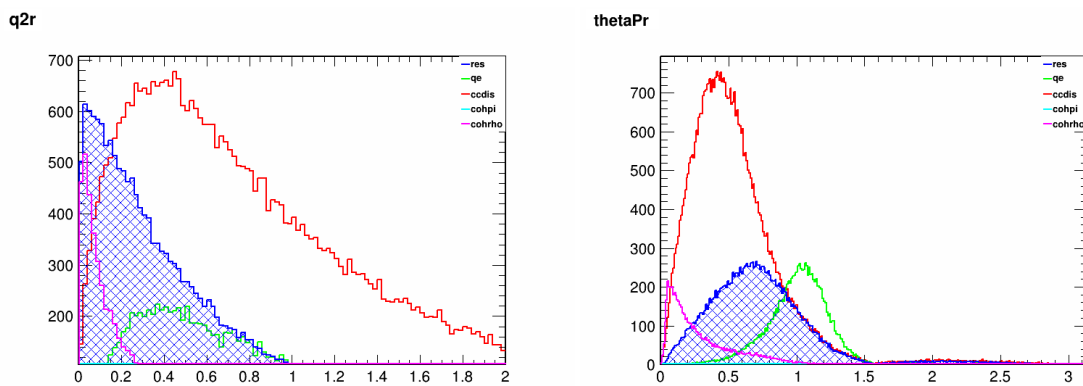 q2r
700
600
500
400
300
200
0 0.2 0.4 0.6 0.8 1 1.2 1.4 1.6 1.8 2
res
qe
ccdis
cohpi
cohrho
thetaPr
700
600
500
400
300
200
100
0
0 0.5 1 1.5 2 2.5 3
res
qe
ccdis
cohpi
cohrho